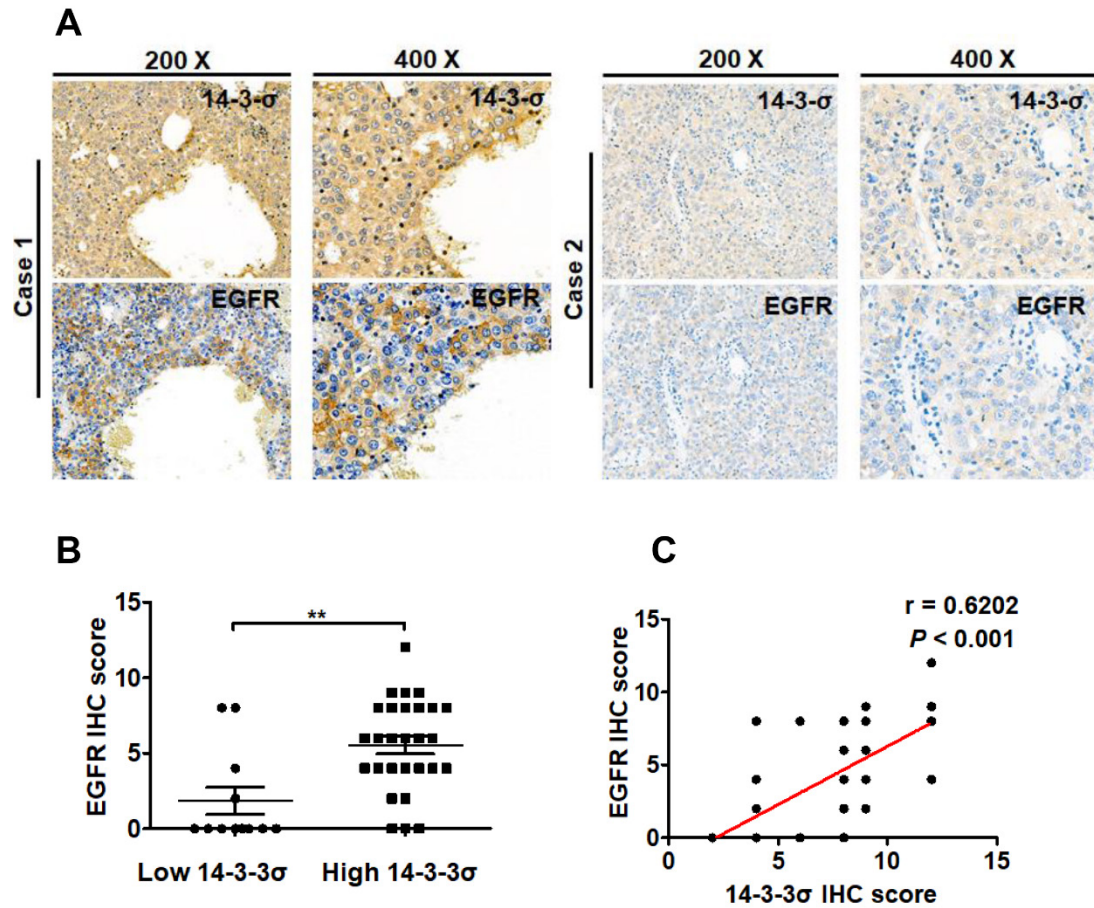 A
200 X
400 X
200 X
400 X
14-3-σ
14-3-σ
14-3-σ
14-3-σ
Case 1
Case 2
EGFR
EGFR
EGFR
EGFR
B
15
10
5
0
EGFR IHC score
**
Low 14-3-3σ
High 14-3-3σ
C
r = 0.6202
P < 0.001
15
10
5
0
EGFR IHC score
0
5
10
15
14-3-3σ IHC score